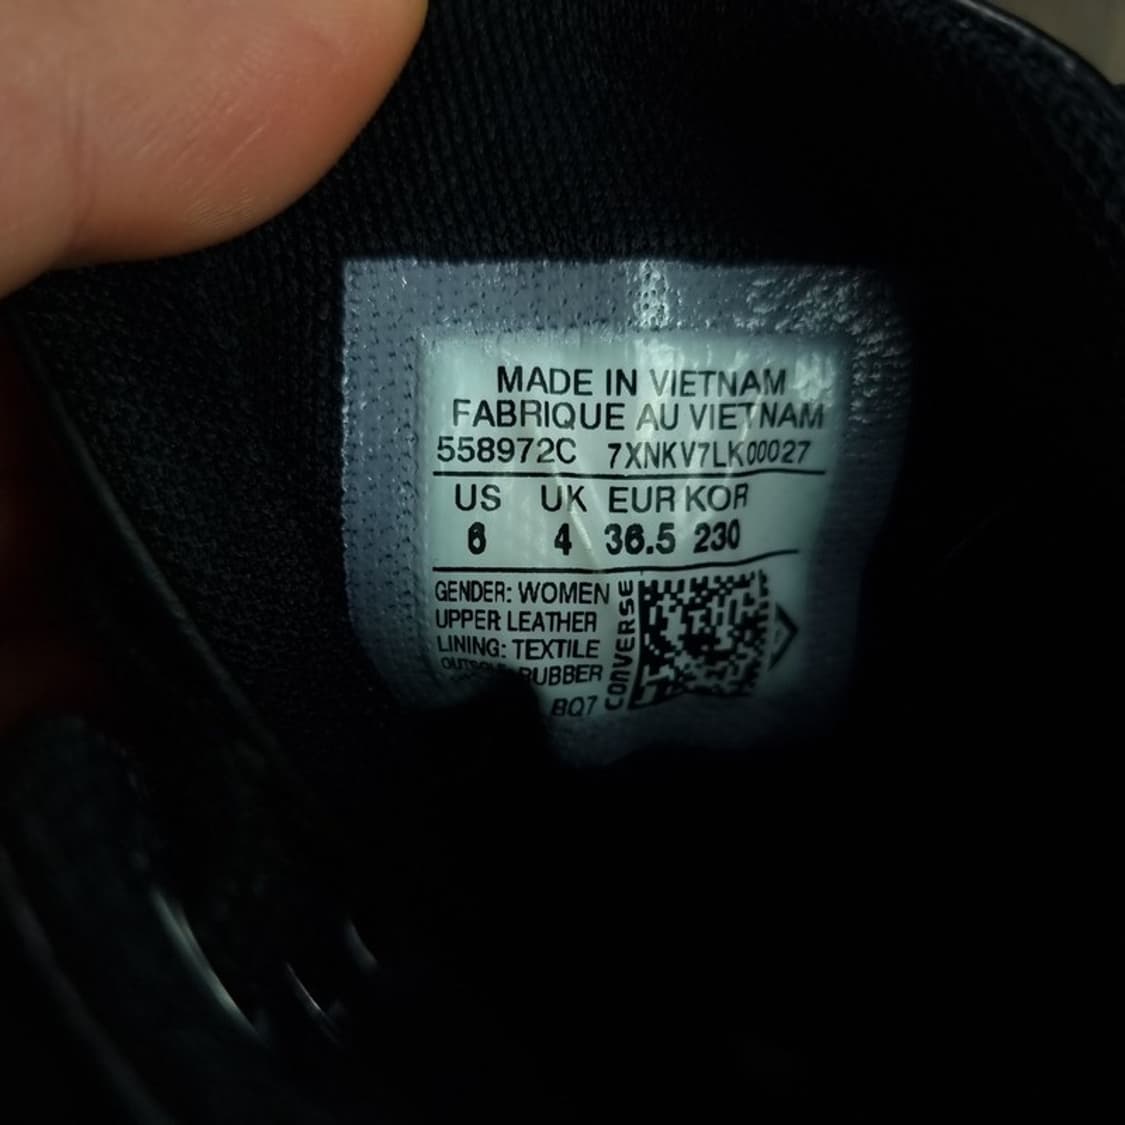 MADE IN VIETNAM
FABRIQUE AU VIETNAM
558972C 7XNKV7LK00027
US UK EUR KOR
6 4 36.5 230
GENDER: WOMEN
UPPER: LEATHER
LINING: TEXTILE
OUTSOLE: RUBBER
BQ7
CONVERSE